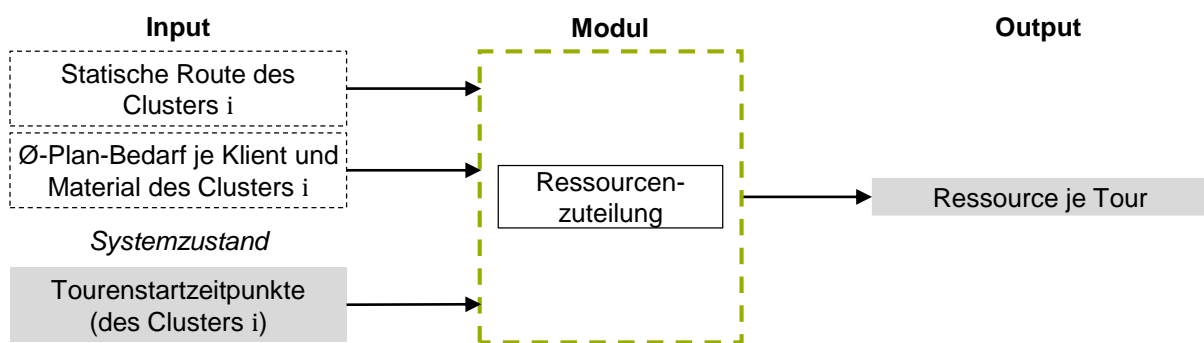 Input
Modul
Output
Statische Route des
Clusters i
Ø-Plan-Bedarf je Klient und
Material des Clusters i
Systemzustand
Tourenstartzeitpunkte
(des Clusters i)
Ressourcen-
zuteilung
Ressource je Tour